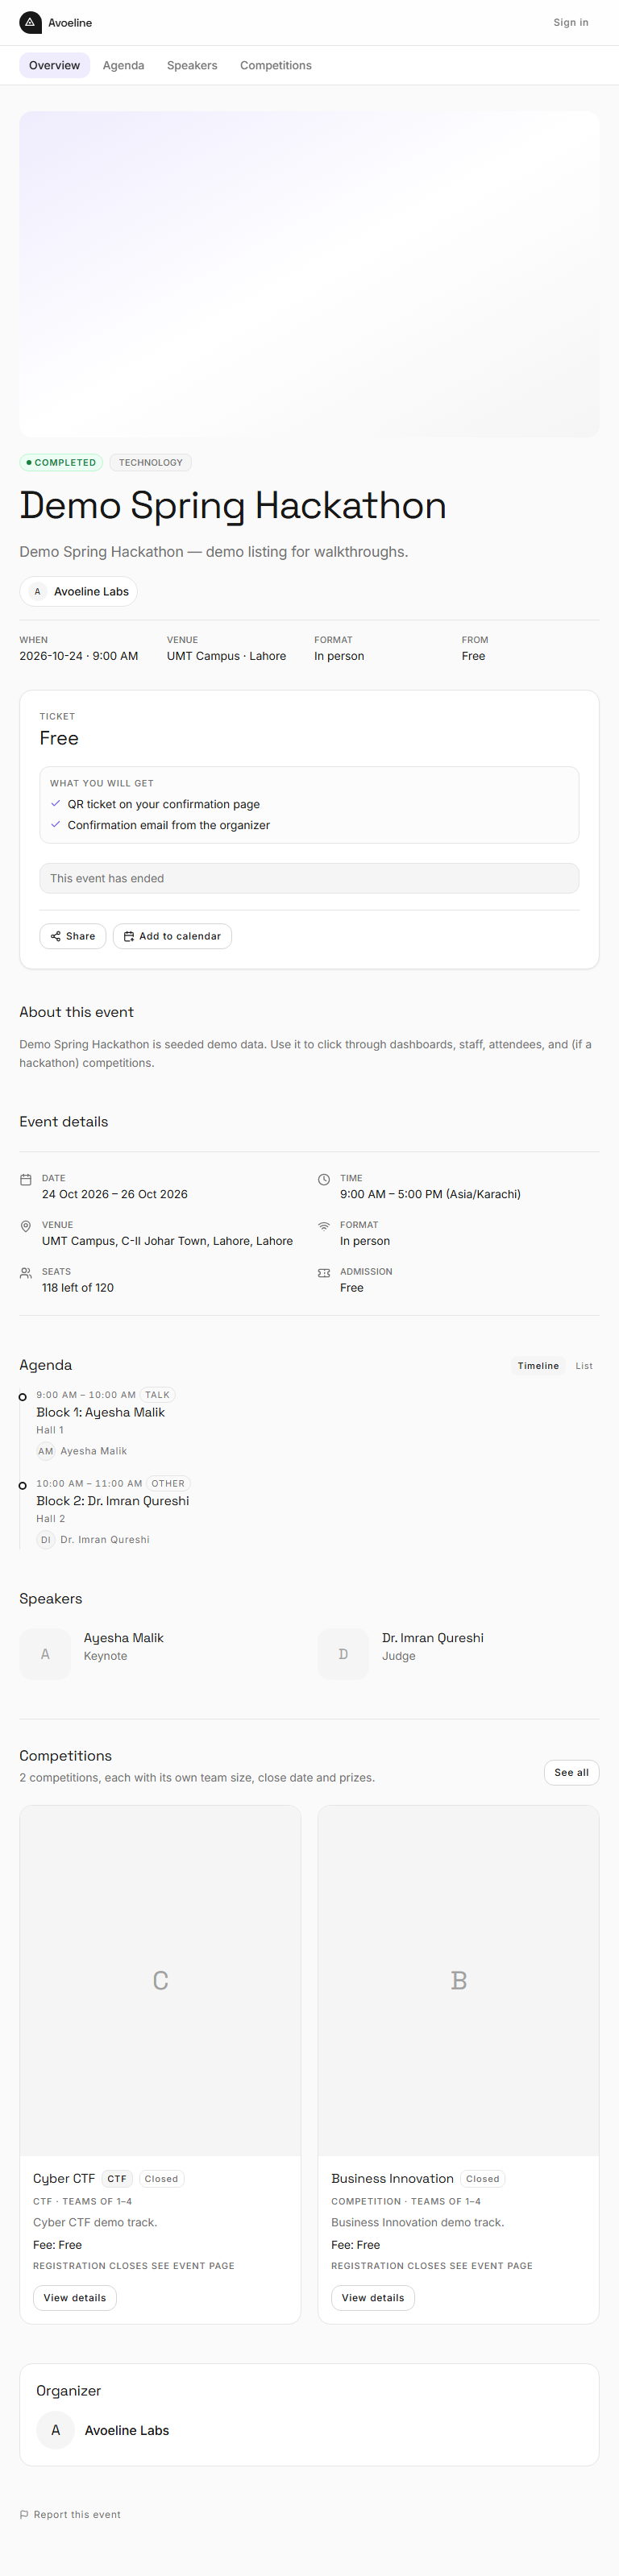 Avoeline
Sign in
Overview
Agenda
Speakers
Competitions
COMPLETED
TECHNOLOGY
Demo Spring Hackathon
Demo Spring Hackathon — demo listing for walkthroughs.
A
Avoeline Labs
WHEN
2026-10-24 · 9:00 AM
VENUE
UMT Campus · Lahore
FORMAT
In person
FROM
Free
TICKET
Free
WHAT YOU WILL GET
QR ticket on your confirmation page
Confirmation email from the organizer
This event has ended
Share
Add to calendar
About this event
Demo Spring Hackathon is seeded demo data. Use it to click through dashboards, staff, attendees, and (if a
hackathon) competitions.
Event details
DATE
24 Oct 2026 – 26 Oct 2026
TIME
9:00 AM – 5:00 PM (Asia/Karachi)
VENUE
UMT Campus, C-II Johar Town, Lahore, Lahore
FORMAT
In person
SEATS
118 left of 120
ADMISSION
Free
Agenda
Timeline
List
9:00 AM – 10:00 AM TALK
Block 1: Ayesha Malik
Hall 1
AM Ayesha Malik
10:00 AM – 11:00 AM OTHER
Block 2: Dr. Imran Qureshi
Hall 2
DI Dr. Imran Qureshi
Speakers
A
Ayesha Malik
Keynote
D
Dr. Imran Qureshi
Judge
Competitions
2 competitions, each with its own team size, close date and prizes.
See all
C
Cyber CTF CTF Closed
CTF · TEAMS OF 1–4
Cyber CTF demo track.
Fee: Free
REGISTRATION CLOSES SEE EVENT PAGE
View details
B
Business Innovation Closed
COMPETITION · TEAMS OF 1–4
Business Innovation demo track.
Fee: Free
REGISTRATION CLOSES SEE EVENT PAGE
View details
Organizer
A
Avoeline Labs
Report this event